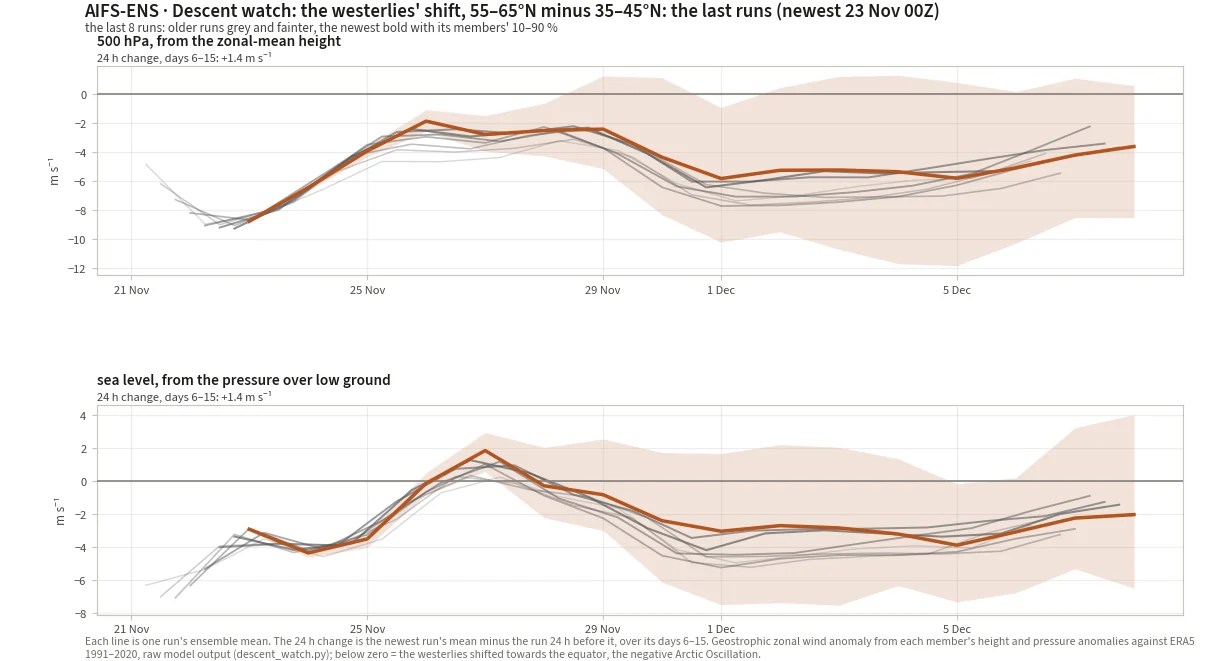 AIFS-ENS · Descent watch: the westerlies' shift, 55–65°N minus 35–45°N: the last runs (newest 23 Nov 00Z)
the last 8 runs: older runs grey and fainter, the newest bold with its members' 10–90 %
500 hPa, from the zonal-mean height
24 h change, days 6–15: +1.4 m s⁻¹
0
−2
−4
−6
−8
−10
−12
m s⁻¹
21 Nov
25 Nov
29 Nov
1 Dec
5 Dec
sea level, from the pressure over low ground
24 h change, days 6–15: +1.4 m s⁻¹
4
2
0
−2
−4
−6
−8
m s⁻¹
21 Nov
25 Nov
29 Nov
1 Dec
5 Dec
Each line is one run's ensemble mean. The 24 h change is the newest run's mean minus the run 24 h before it, over its days 6–15. Geostrophic zonal wind anomaly from each member's height and pressure anomalies against ERA5
1991–2020, raw model output (descent_watch.py); below zero = the westerlies shifted towards the equator, the negative Arctic Oscillation.